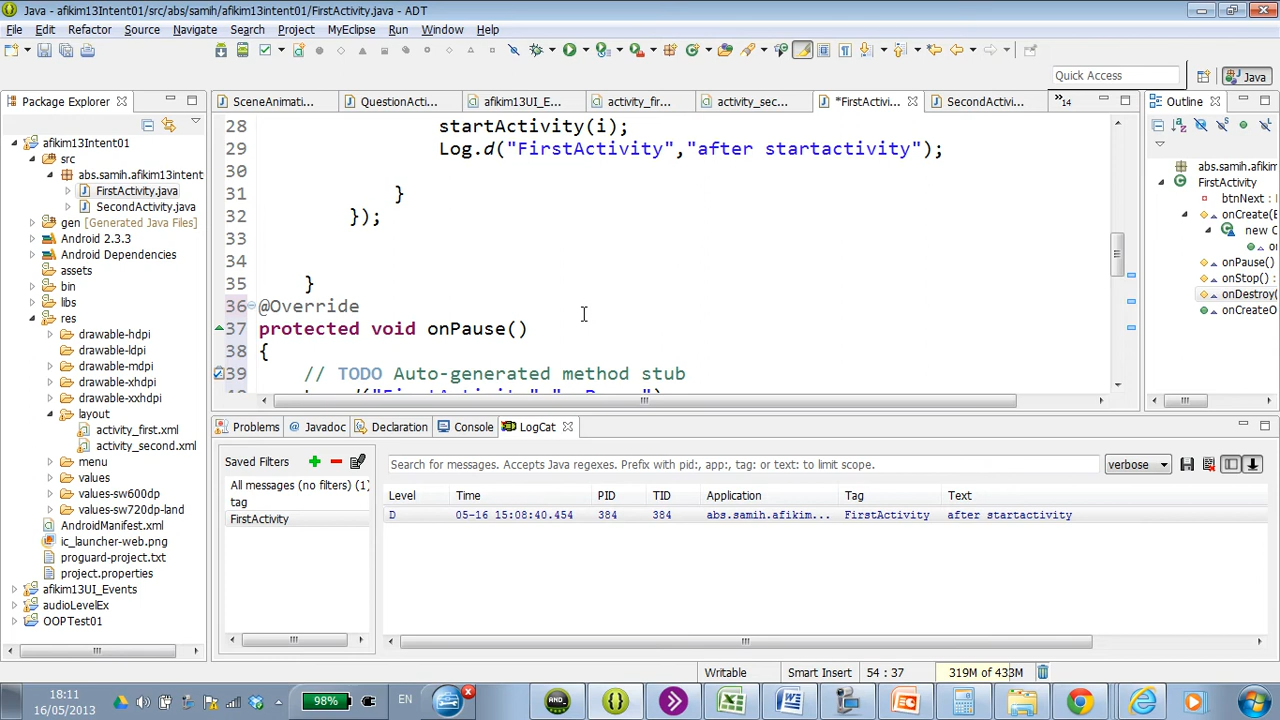 Java - afikim13Intent01/src/abs/samih/afikim13intent01/FirstActivity.java - ADT
File Edit Refactor Source Navigate Search Project MyEclipse Run Window Help
Quick Access
Java
Package Explorer
SceneAnimati...
QuestionActi...
afikim13UI_E...
activity_fir...
activity_sec...
*FirstActivi...
SecondActivi...
14
Outline
afikim13Intent01
src
abs.samih.afikim13intent
FirstActivity.java
SecondActivity.java
gen [Generated Java Files]
Android 2.3.3
Android Dependencies
assets
bin
libs
res
drawable-hdpi
drawable-ldpi
drawable-mdpi
drawable-xhdpi
drawable-xxhdpi
layout
activity_first.xml
activity_second.xml
menu
values
values-sw600dp
values-sw720dp-land
AndroidManifest.xml
ic_launcher-web.png
proguard-project.txt
project.properties
afikim13UI_Events
audioLevelEx
OOPTest01
28 startActivity(i);
29 Log.d("FirstActivity","after startactivity");
30
31 }
32 });
33
34
35 }
36 @Override
37 protected void onPause()
38 {
39 // TODO Auto-generated method stub
abs.samih.afikim
FirstActivity
btnNext :
onCreate(
new
onPause()
onStop() :
onDestroy(
onCreateO
Problems
Javadoc
Declaration
Console
LogCat
Saved Filters
All messages (no filters) (1)
tag
FirstActivity
Search for messages. Accepts Java regexes. Prefix with pid:, app:, tag: or text: to limit scope.
verbose
Level Time PID TID Application Tag Text
D 05-16 15:08:40.454 384 384 abs.samih.afikim... FirstActivity after startactivity
Writable
Smart Insert
54 : 37
319M of 433M
18:11
16/05/2013
98%
EN